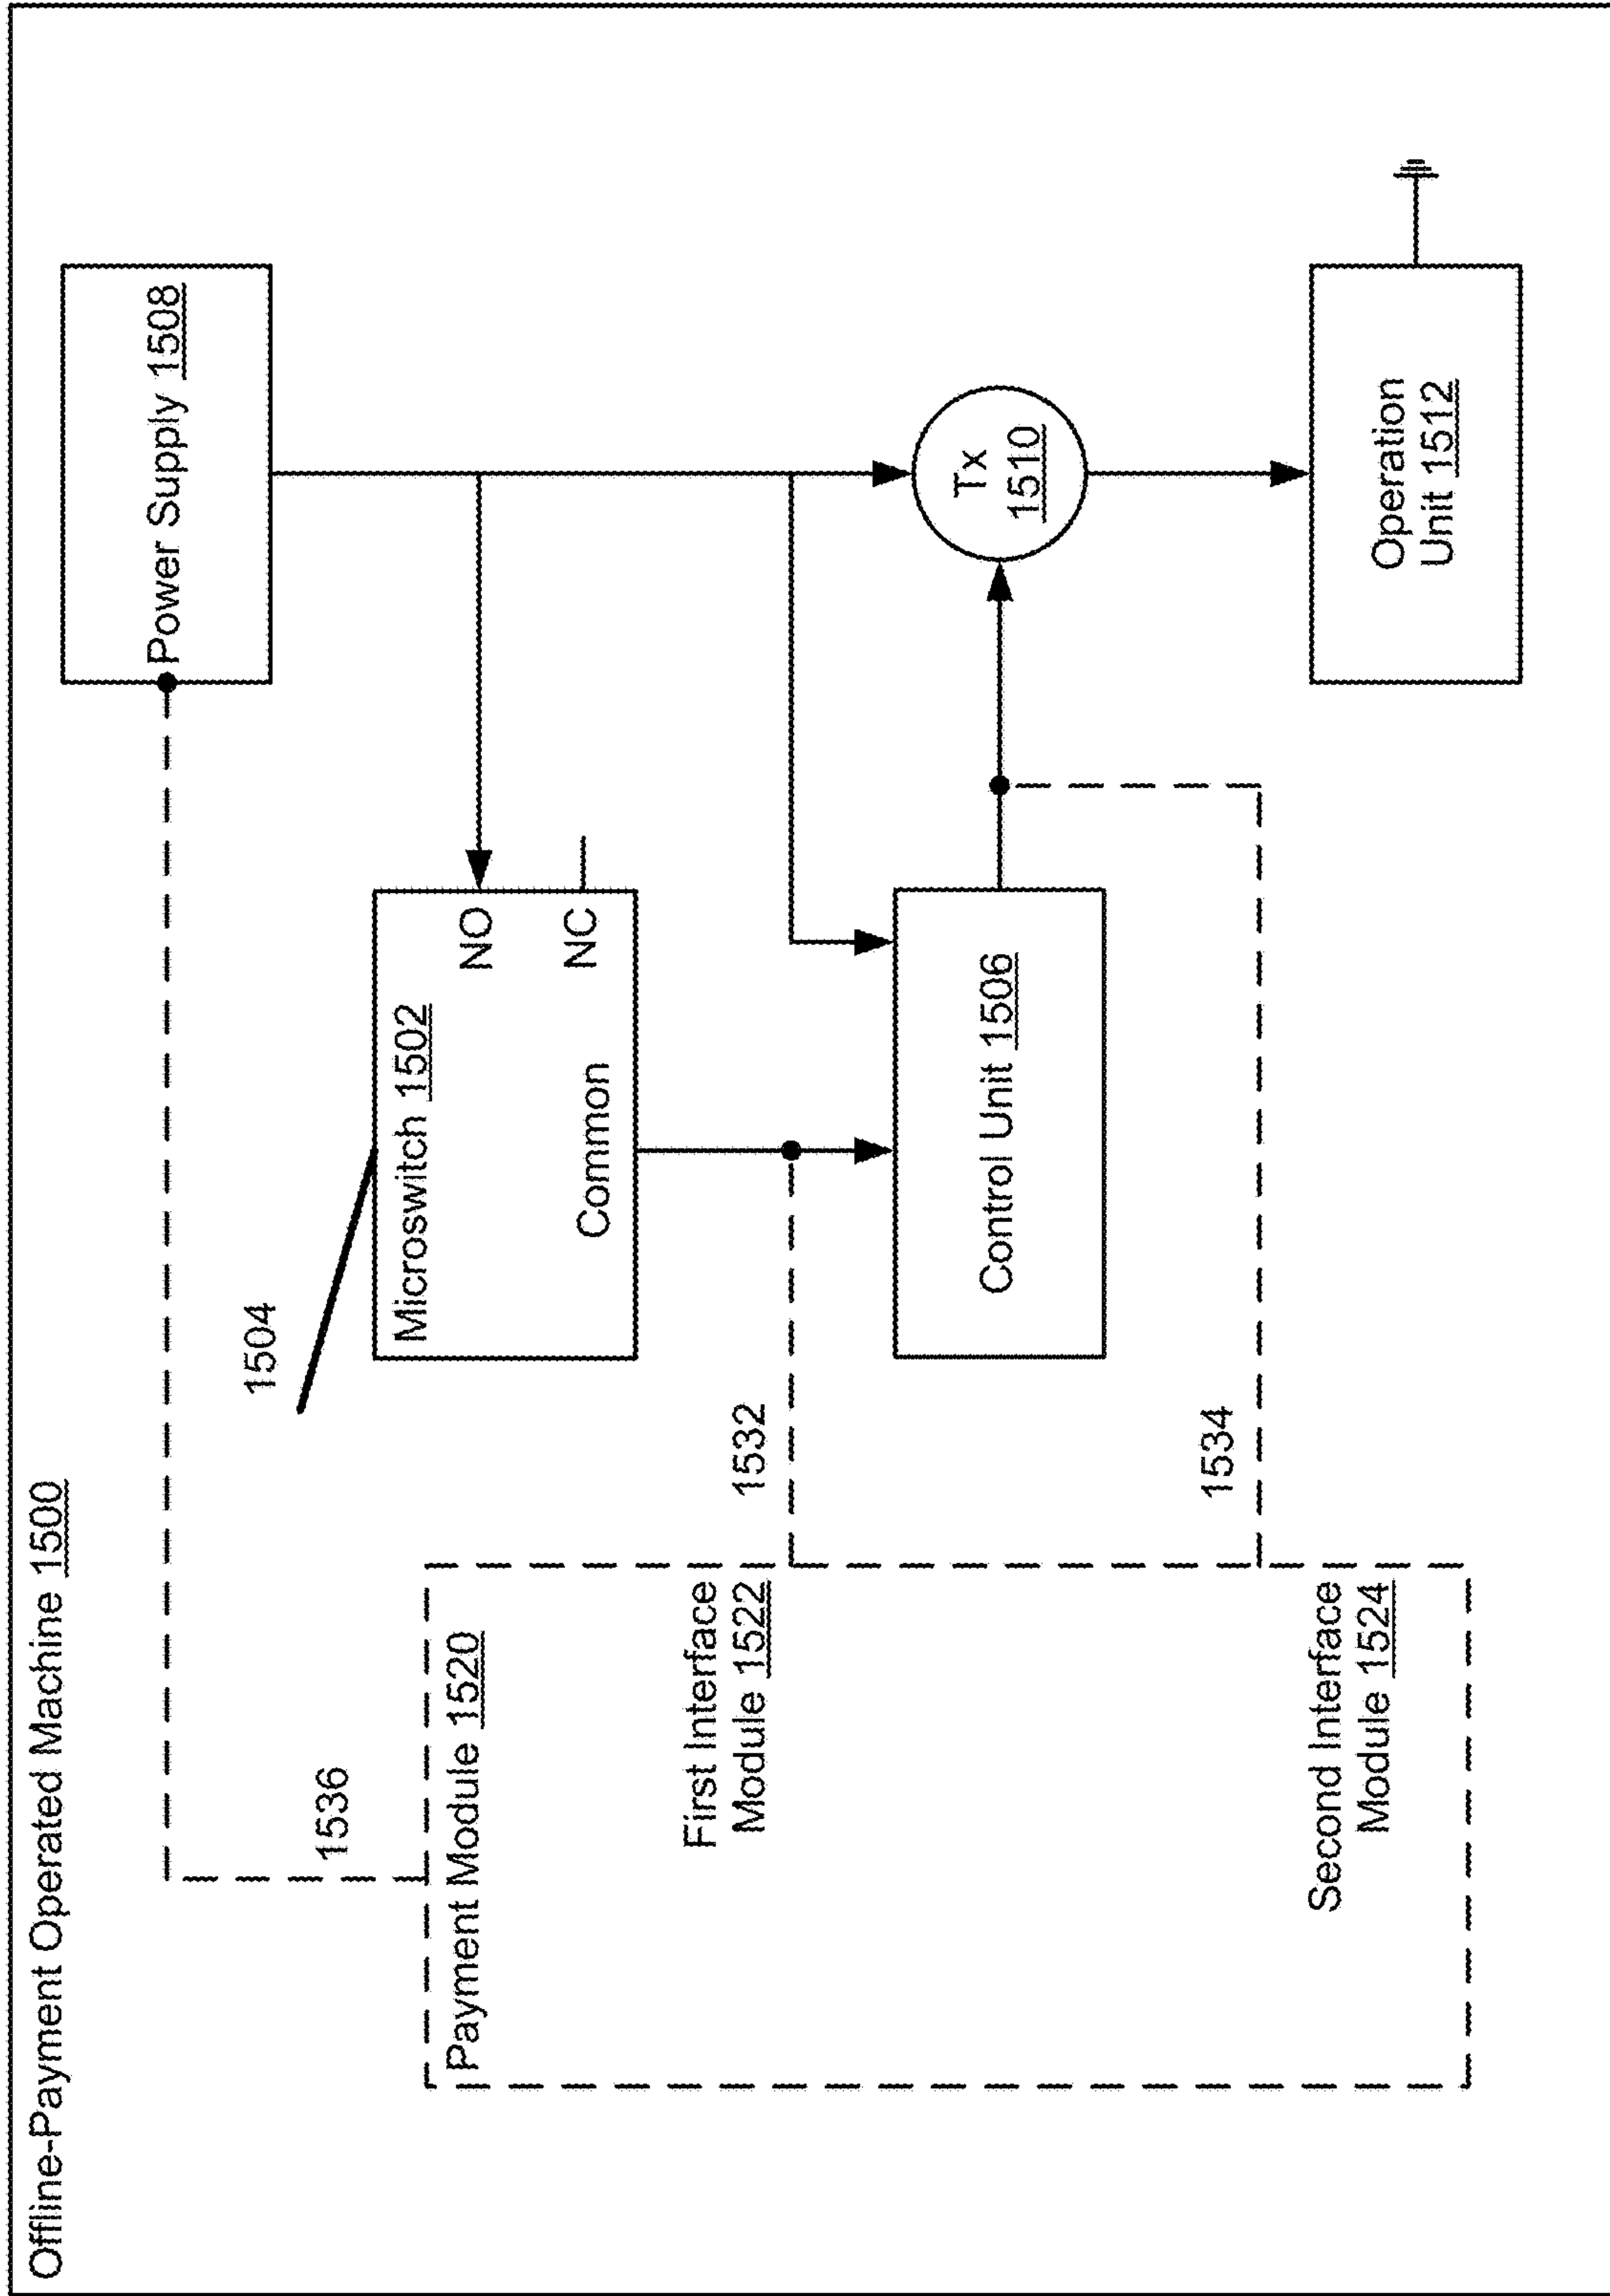 Offline-Payment Operated Machine 1500
Power Supply 1508
1536
1504
Payment Module 1520
Microswitch 1502
NO
NC
Common
First Interface
Module 1522
1532
Control Unit 1506
Tx
1510
1534
Second Interface
Module 1524
Operation
Unit 1512